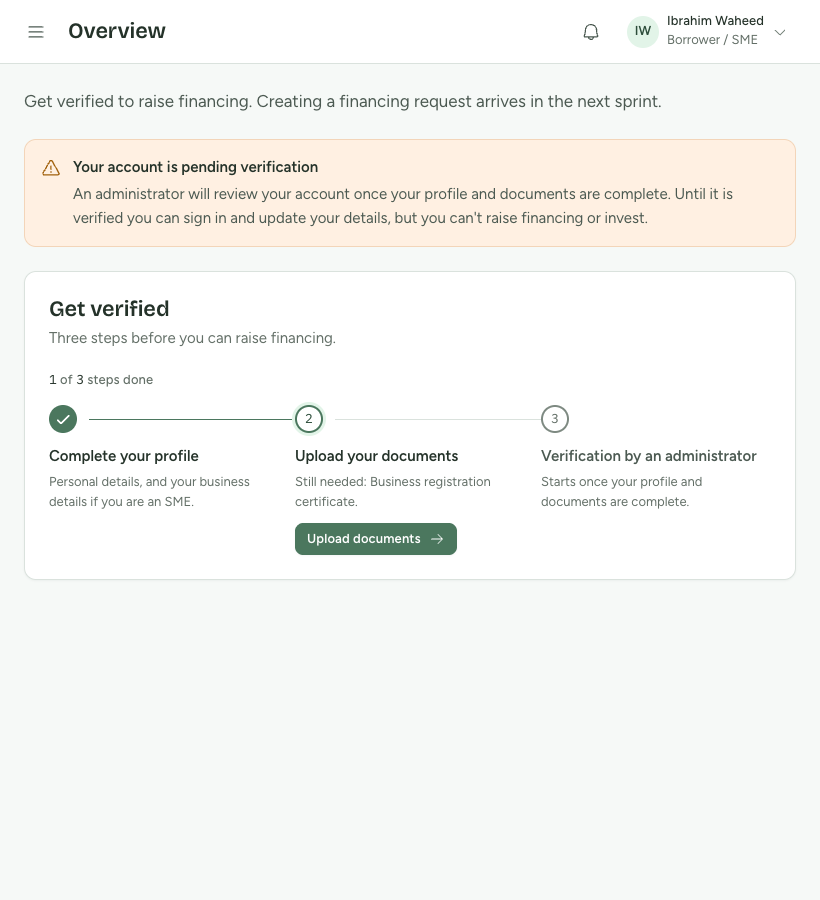 Overview
IW
Ibrahim Waheed
Borrower / SME
Get verified to raise financing. Creating a financing request arrives in the next sprint.
Your account is pending verification
An administrator will review your account once your profile and documents are complete. Until it is
verified you can sign in and update your details, but you can't raise financing or invest.
Get verified
Three steps before you can raise financing.
1 of 3 steps done
2
3
Complete your profile
Personal details, and your business
details if you are an SME.
Upload your documents
Still needed: Business registration
certificate.
Upload documents
Verification by an administrator
Starts once your profile and
documents are complete.